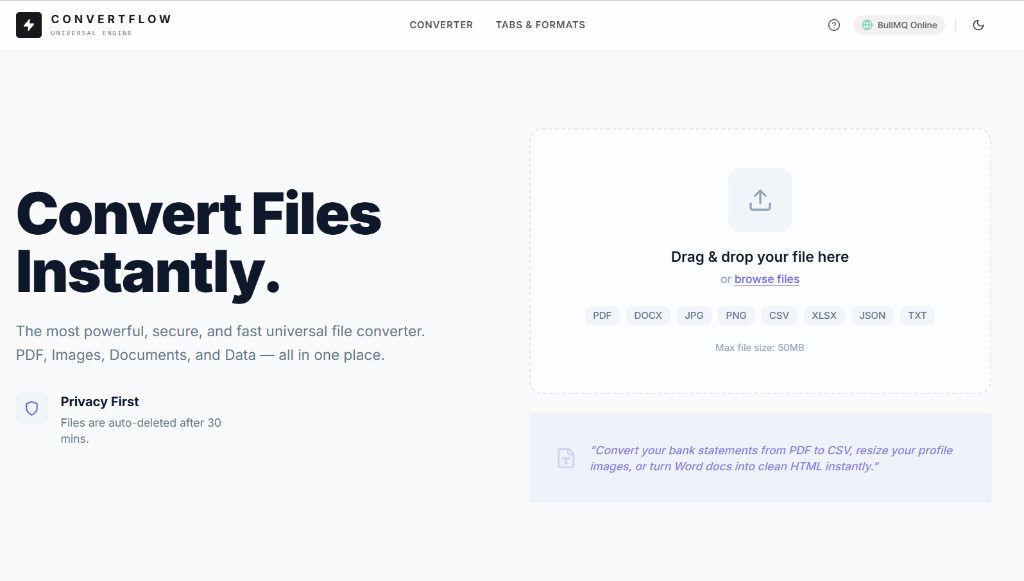 CONVERTFLOW
UNIVERSAL ENGINE
CONVERTER
TABS & FORMATS
BullMQ Online
Convert Files
Instantly.
The most powerful, secure, and fast universal file converter.
PDF, Images, Documents, and Data — all in one place.
Privacy First
Files are auto-deleted after 30
mins.
Drag & drop your file here
or browse files
PDF DOCX JPG PNG CSV XLSX JSON TXT
Max file size: 50MB
"Convert your bank statements from PDF to CSV, resize your profile
images, or turn Word docs into clean HTML instantly."